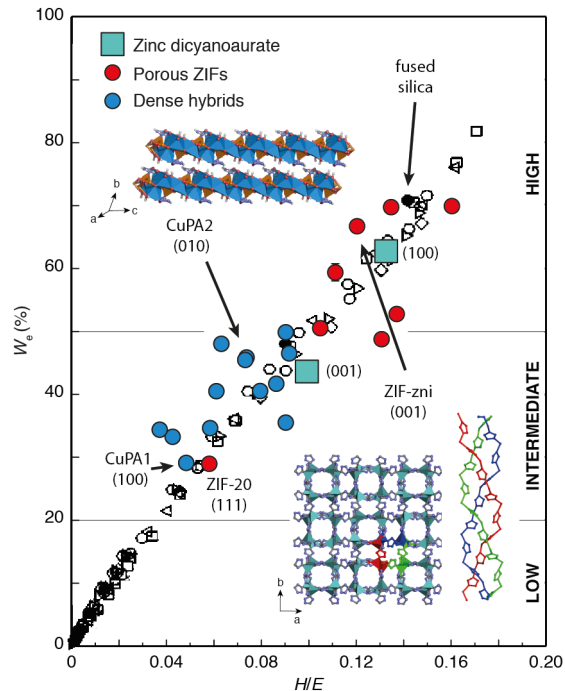 100
80
60
40
20
0
We (%)
Zinc dicyanoaurate
Porous ZIFs
Dense hybrids
fused
silica
HIGH
b
a
c
CuPA2
(010)
(100)
(001)
ZIF-zni
(001)
INTERMEDIATE
CuPA1
(100)
ZIF-20
(111)
b
a
LOW
0.04
0.08
0.12
0.16
0.20
H/E